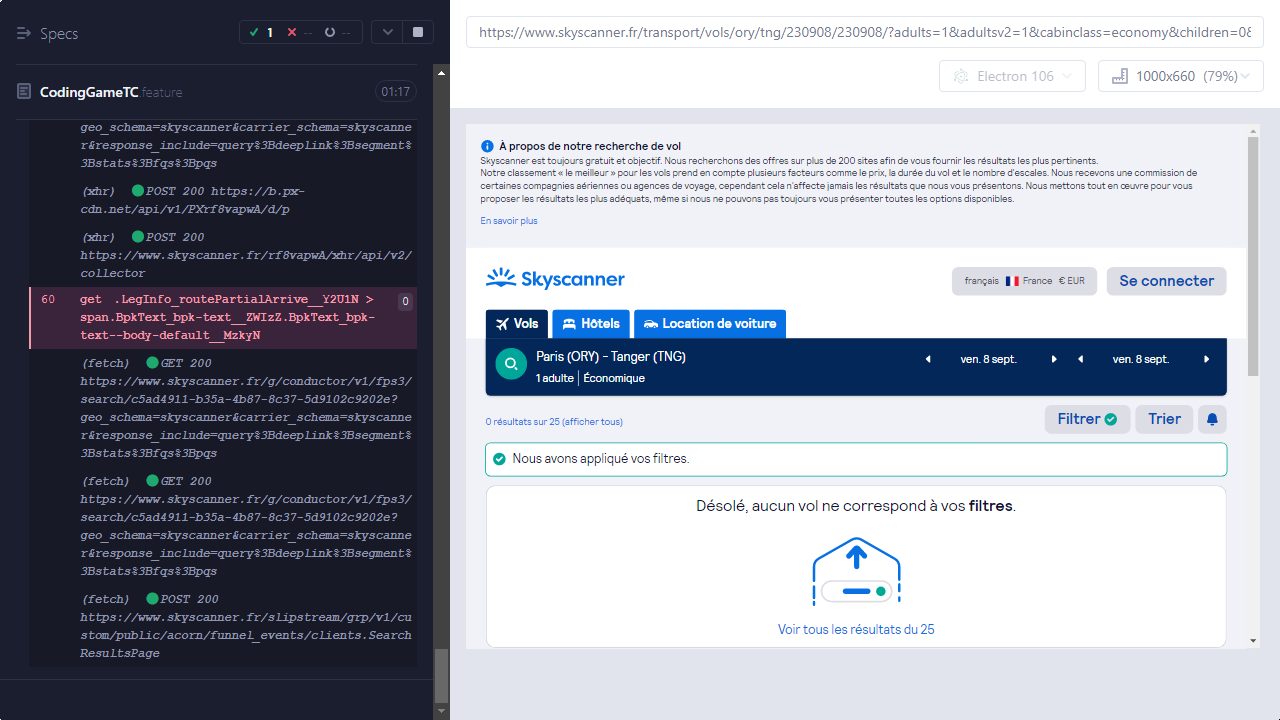 Specs
1
--
--
CodingGameTC.feature
01:17
geo_schema=skyscanner&carrier_schema=skyscanne
r&response_include=query%3Bdeeplink%3Bsegment%
3Bstats%3Bfqs%3Bpqs
(xhr) POST 200 https://b.px-
cdn.net/api/v1/PXrf8vapwA/d/p
(xhr) POST 200
https://www.skyscanner.fr/rf8vapwA/xhr/api/v2/
collector
60 get .LegInfo_routePartialArrive__Y2U1N >
0
span.BpkText_bpk-text__ZWIzZ.BpkText_bpk-
text--body-default__MzkyN
(fetch) GET 200
https://www.skyscanner.fr/g/conductor/v1/fps3/
search/c5ad4911-b35a-4b87-8c37-5d9102c9202e?
geo_schema=skyscanner&carrier_schema=skyscanne
r&response_include=query%3Bdeeplink%3Bsegment%
3Bstats%3Bfqs%3Bpqs
(fetch) GET 200
https://www.skyscanner.fr/g/conductor/v1/fps3/
search/c5ad4911-b35a-4b87-8c37-5d9102c9202e?
geo_schema=skyscanner&carrier_schema=skyscanne
r&response_include=query%3Bdeeplink%3Bsegment%
3Bstats%3Bfqs%3Bpqs
(fetch) POST 200
https://www.skyscanner.fr/slipstream/grp/v1/cu
stom/public/acorn/funnel_events/clients.Search
ResultsPage
https://www.skyscanner.fr/transport/vols/ory/tng/230908/230908/?adults=1&adultsv2=1&cabinclass=economy&children=0&
Electron 106
1000x660 (79%)
À propos de notre recherche de vol
Skyscanner est toujours gratuit et objectif. Nous recherchons des offres sur plus de 200 sites afin de vous fournir les résultats les plus pertinents.
Notre classement « le meilleur » pour les vols prend en compte plusieurs facteurs comme le prix, la durée du vol et le nombre d'escales. Nous recevons une commission de
certaines compagnies aériennes ou agences de voyage, cependant cela n'affecte jamais les résultats que nous vous présentons. Nous mettons tout en œuvre pour vous
proposer les résultats les plus adéquats, même si nous ne pouvons pas toujours vous présenter toutes les options disponibles.
En savoir plus
Skyscanner
français France € EUR
Se connecter
Vols
Hôtels
Location de voiture
Paris (ORY) - Tanger (TNG)
1 adulte | Économique
ven. 8 sept.
ven. 8 sept.
0 résultats sur 25 (afficher tous)
Filtrer
Trier
Nous avons appliqué vos filtres.
Désolé, aucun vol ne correspond à vos filtres.
Voir tous les résultats du 25